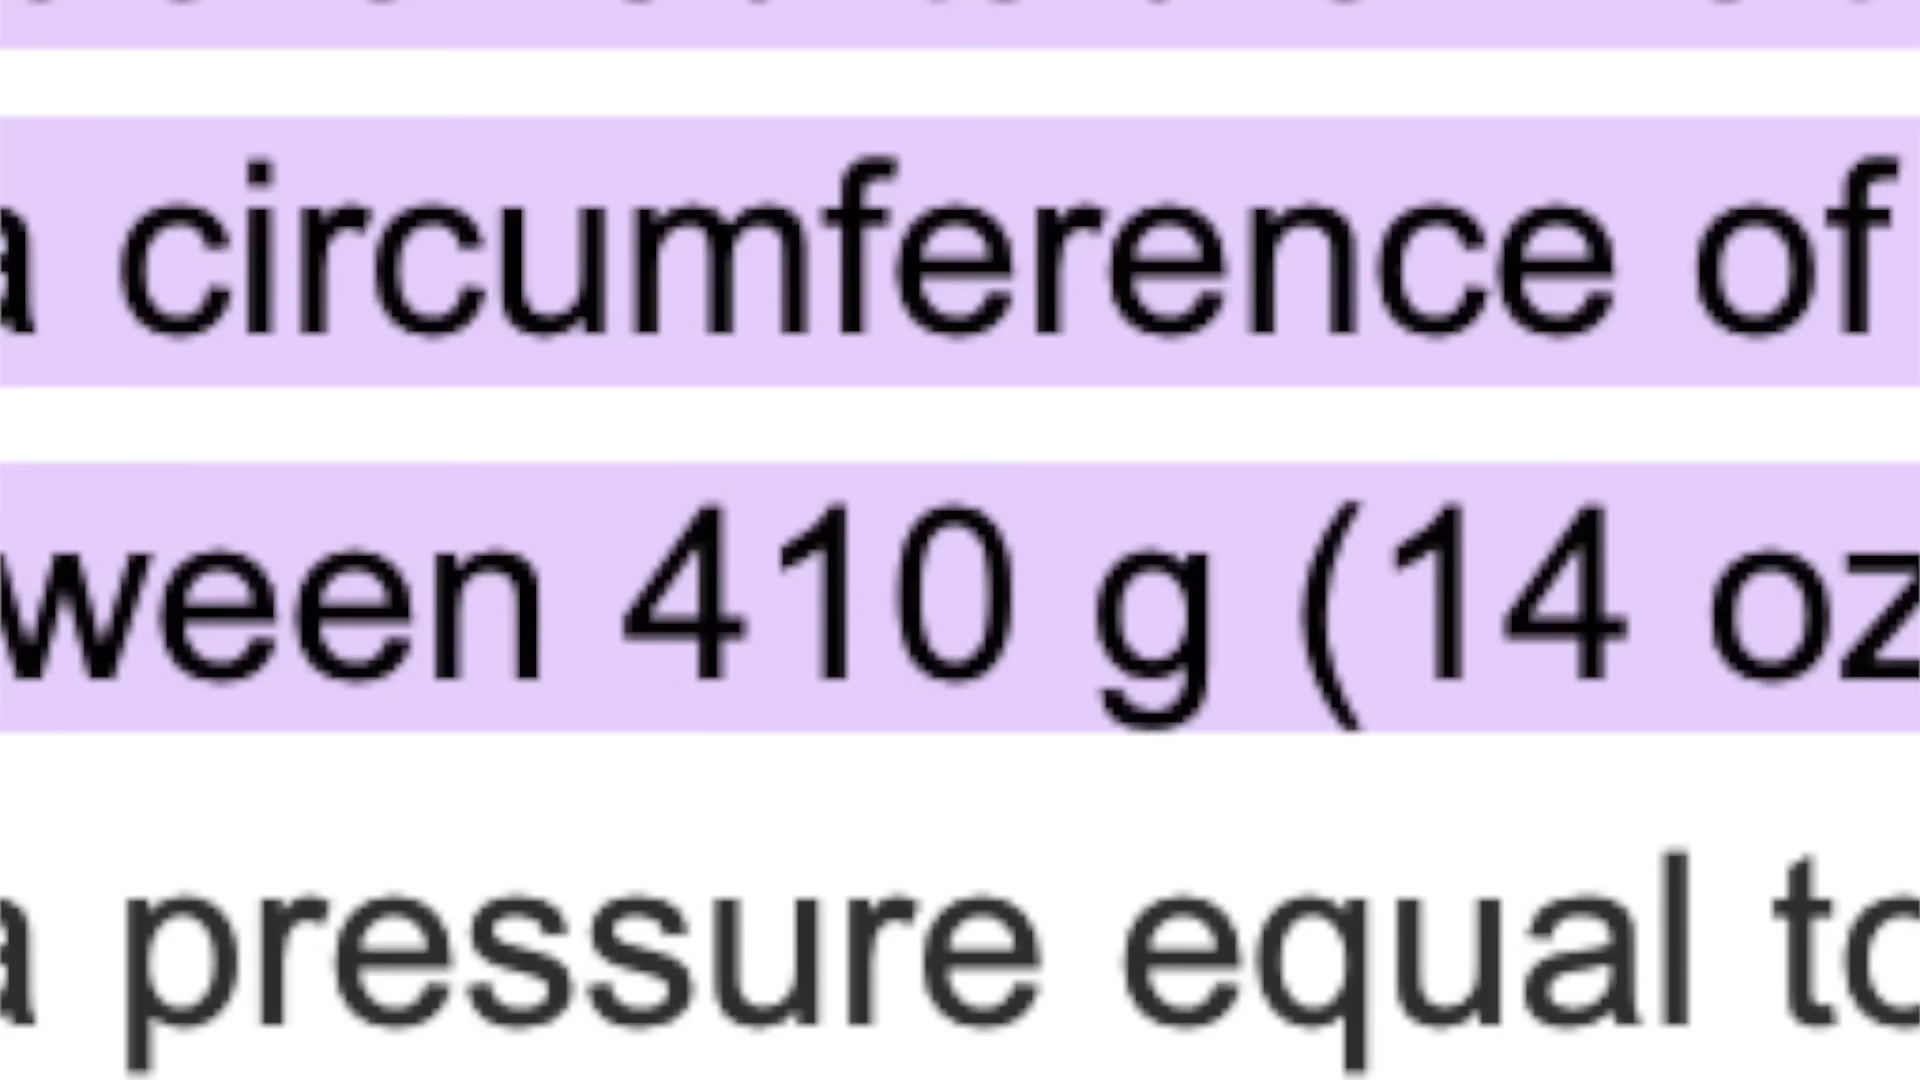 a circumference of
ween 410 g (14 oz
a pressure equal to